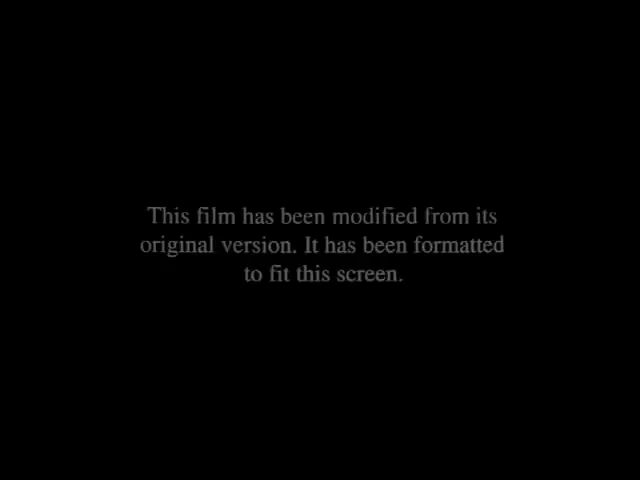 This film has been modified from its
original version. It has been formatted
to fit this screen.